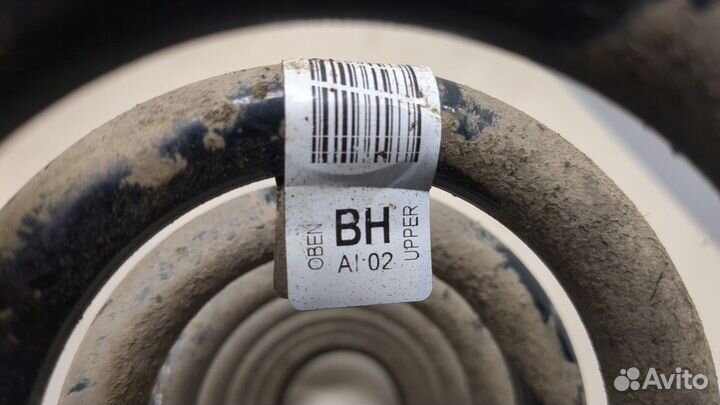 OBEN
BH
AI 02
UPPER
Avito